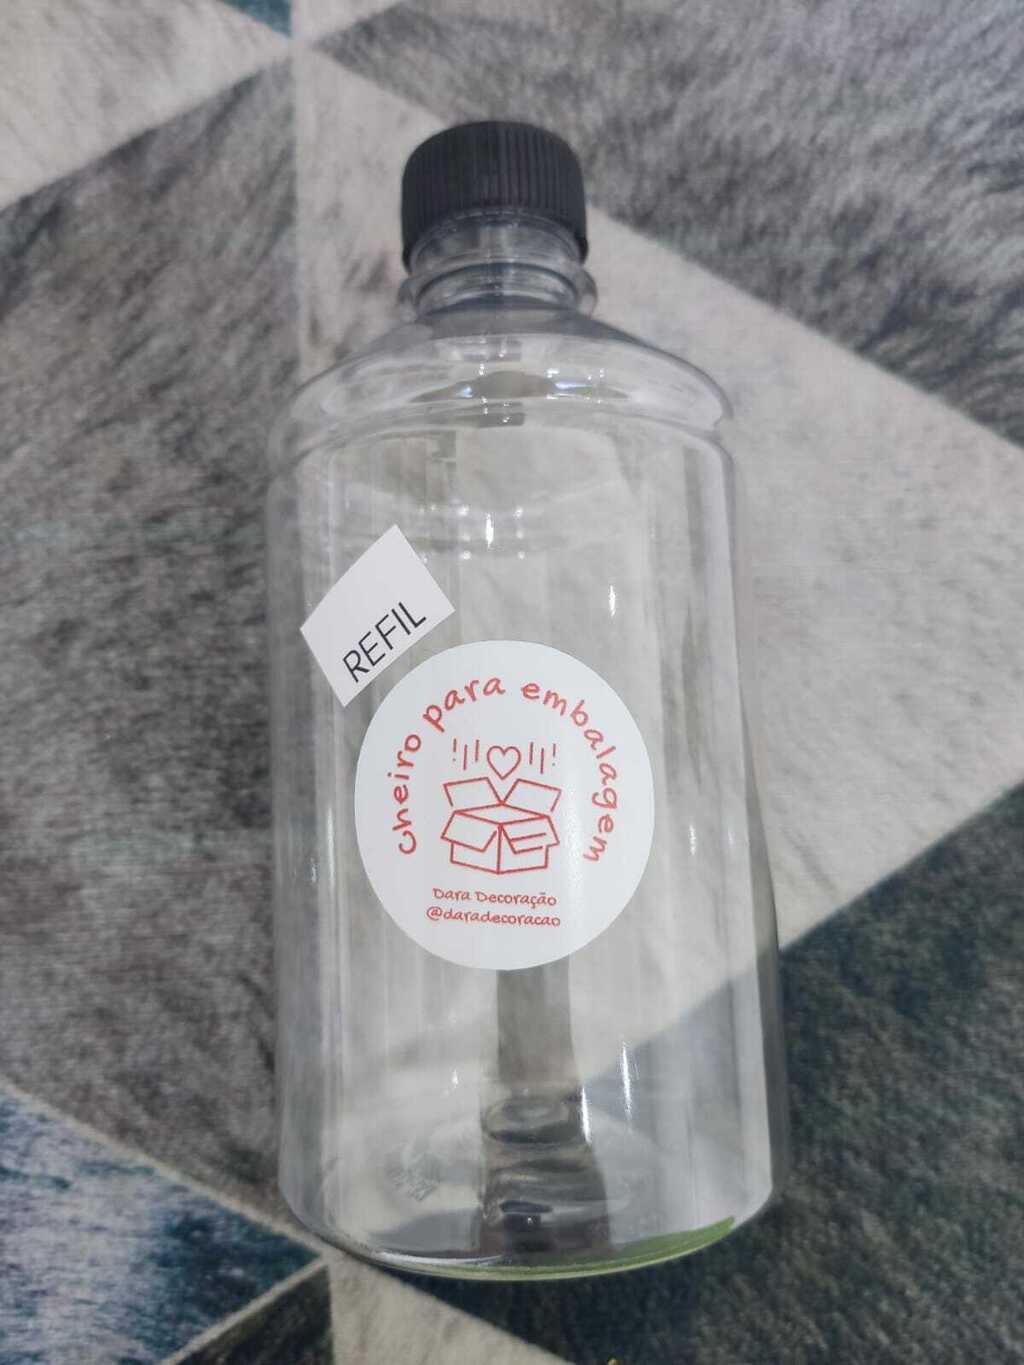 REFIL
Cheiro para embalagem
Dara Decoração
@daradecoracao